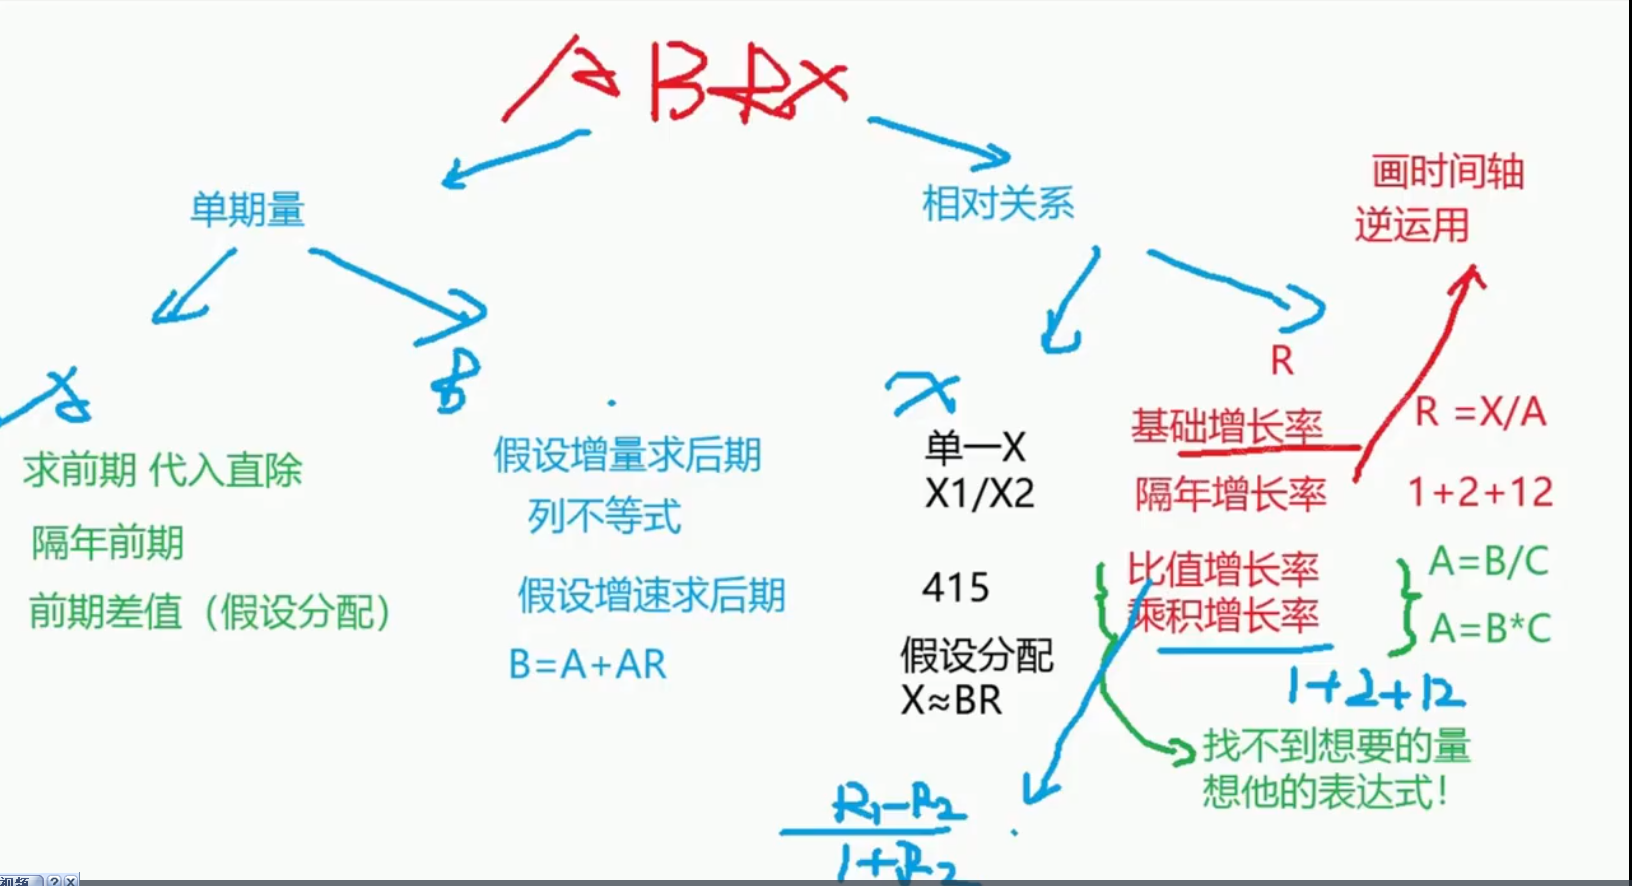 A B R X
单期量
相对关系
画时间轴
逆运用
A
B
X
R
求前期 代入直除
隔年前期
前期差值（假设分配）
假设增量求后期
列不等式
假设增速求后期
B=A+AR
单一X
X1/X2
415
假设分配
X≈BR
基础增长率
R =X/A
隔年增长率
1+2+12
比值增长率
A=B/C
乘积增长率
A=B*C
1+2+12
找不到想要的量
想他的表达式！
R1-R2
1+R2
视频